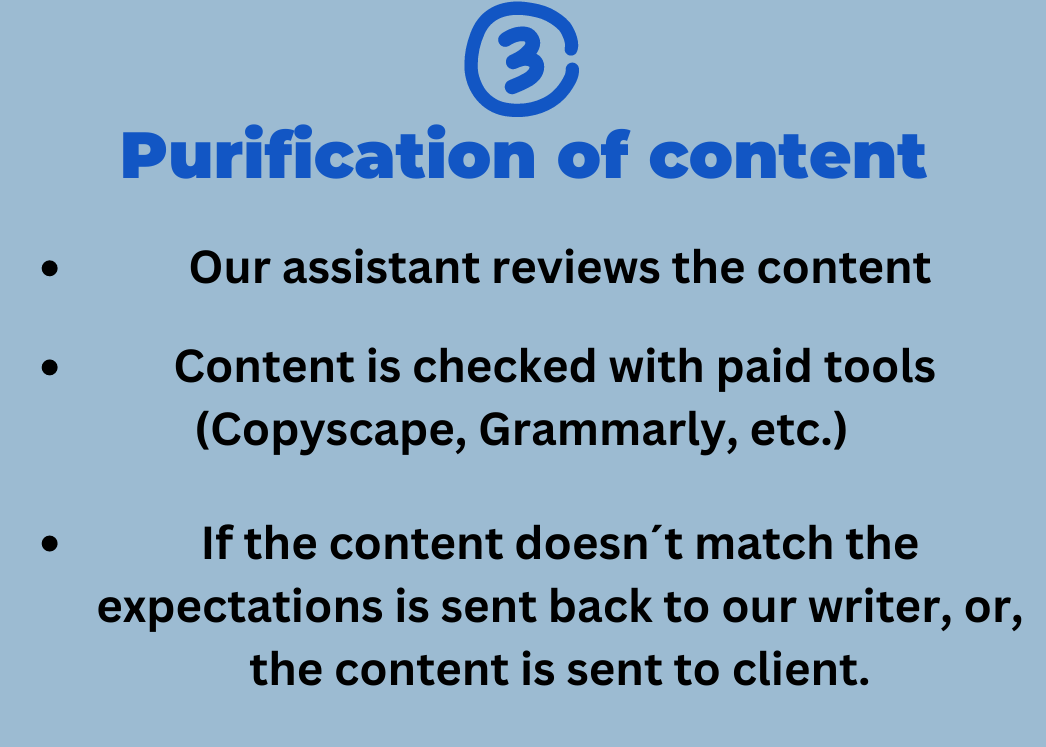 3
Purification of content
• Our assistant reviews the content
• Content is checked with paid tools
(Copyscape, Grammarly, etc.)
• If the content doesn´t match the
expectations is sent back to our writer, or,
the content is sent to client.